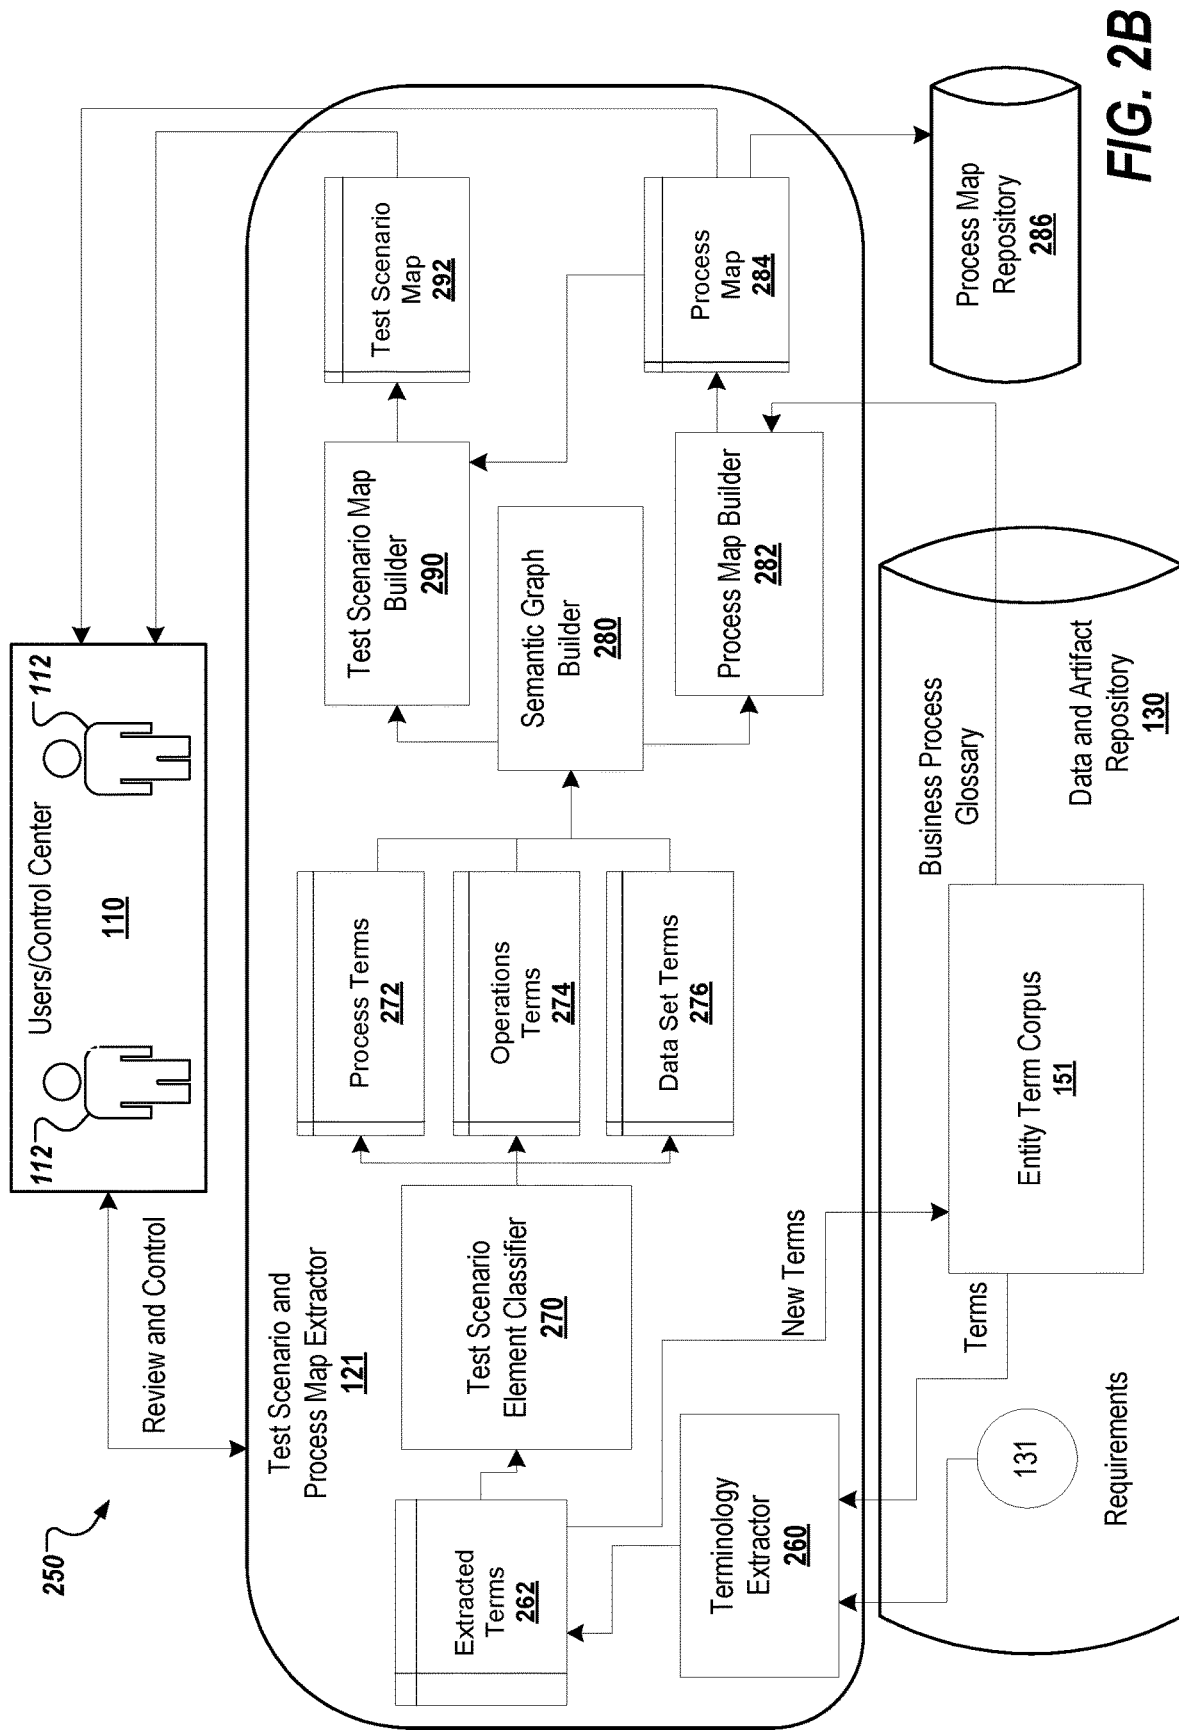 250
Review and Control
112
Users/Control Center
112
110
Test Scenario and
Process Map Extractor
121
Extracted
Terms
262
Test Scenario
Element Classifier
270
Process Terms
272
Operations
Terms
274
Data Set Terms
276
Semantic Graph
Builder
280
Test Scenario Map
Builder
290
Test Scenario
Map
292
Process Map Builder
282
Process
Map
284
Terminology
Extractor
260
New Terms
Terms
131
Requirements
Entity Term Corpus
151
Business Process
Glossary
Data and Artifact
Repository
130
Process Map
Repository
286
FIG. 2B